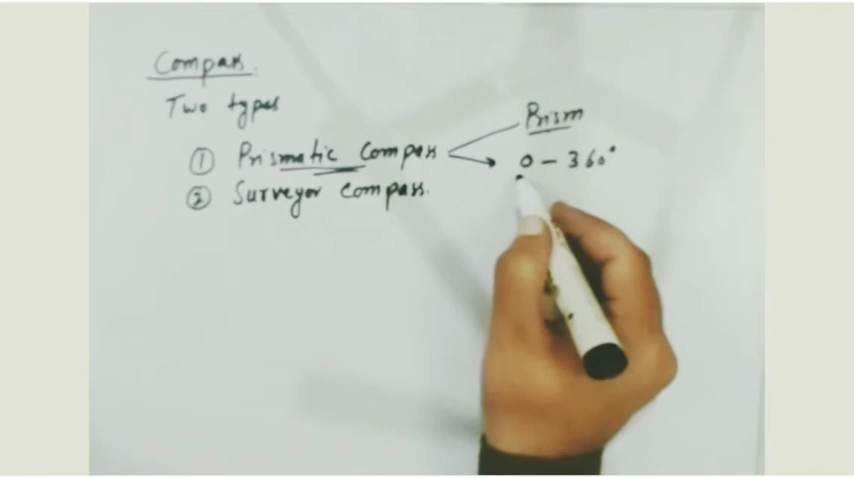 Compass.
Two types
Prism
① Prismatic Compass
0 - 360°
② Surveyor Compass.